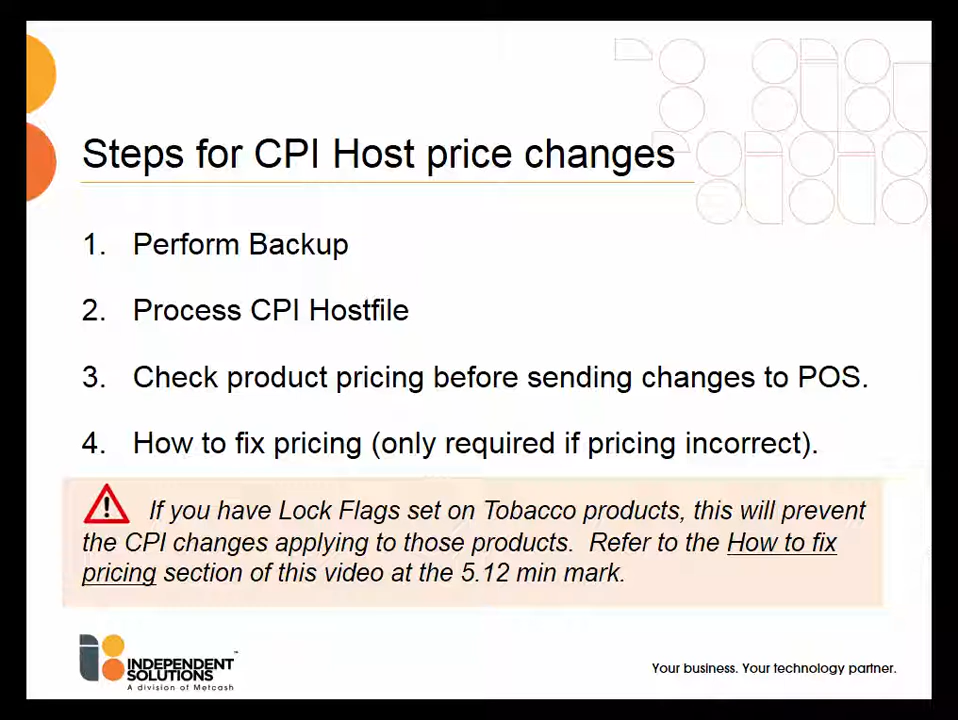 Steps for CPI Host price changes
1. Perform Backup
2. Process CPI Hostfile
3. Check product pricing before sending changes to POS.
4. How to fix pricing (only required if pricing incorrect).
If you have Lock Flags set on Tobacco products, this will prevent
the CPI changes applying to those products. Refer to the How to fix
pricing section of this video at the 5.12 min mark.
INDEPENDENT
SOLUTIONS
A division of Metcash
™
Your business. Your technology partner.